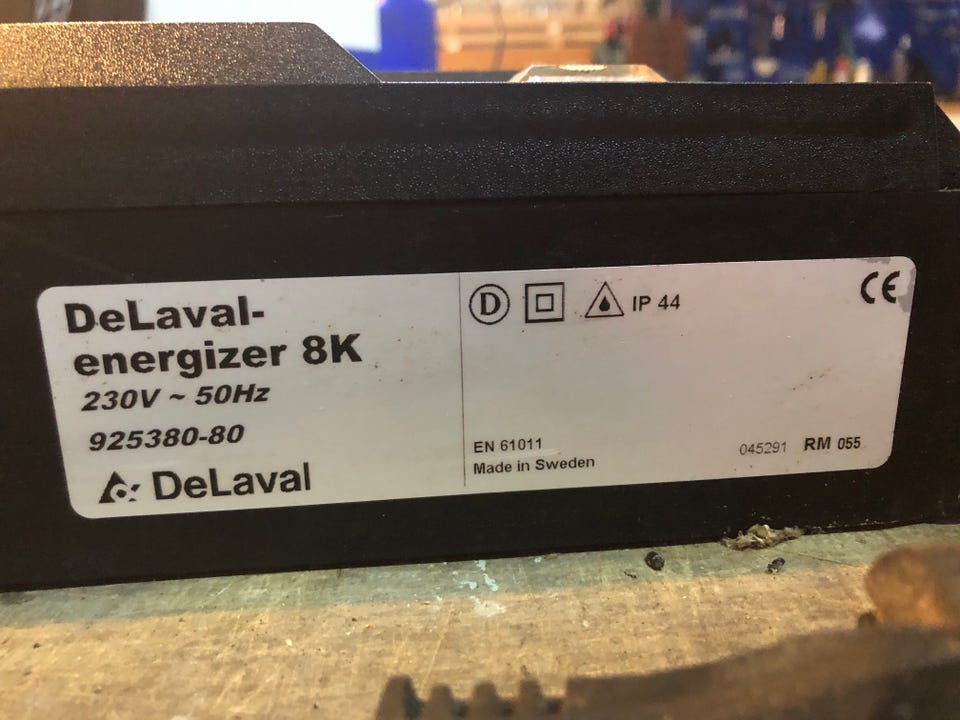 DeLaval-
energizer 8K
230V ~ 50Hz
925380-80
DeLaval
D IP 44
CE
EN 61011
Made in Sweden
045291 RM 055